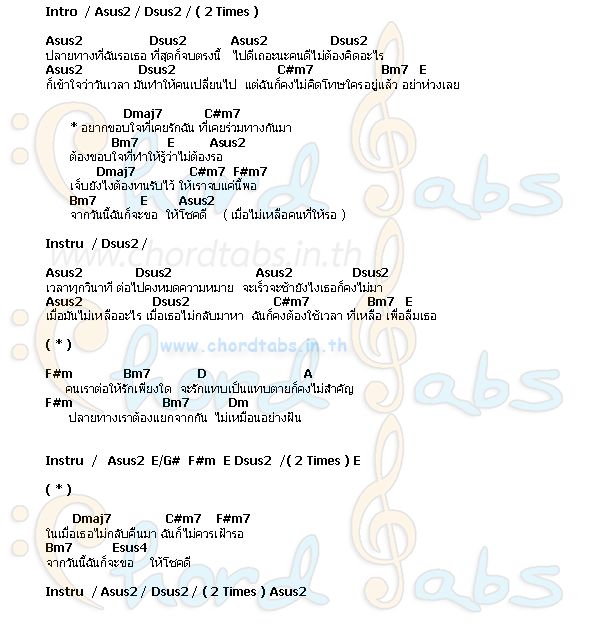 Intro / Asus2 / Dsus2 / ( 2 Times )
Asus2 Dsus2 Asus2 Dsus2
ปลายทางที่ฉันรอเธอ ที่สุดก็จบตรงนี้ ไปดีเถอะนะคนดีไม่ต้องคิดอะไร
Asus2 Dsus2 C#m7 Bm7 E
ก็เข้าใจว่าวันเวลา มันทำให้คนเปลี่ยนไป แต่ฉันก็คงไม่คิดโทษใครอยู่แล้ว อย่าห่วงเลย
Dmaj7 C#m7
* อยากขอบใจที่เคยรักฉัน ที่เคยร่วมทางกันมา
Bm7 E Asus2
ต้องขอบใจที่ทำให้รู้ว่าไม่ต้องรอ
Dmaj7 C#m7 F#m7
เจ็บยังไงต้องทนรับไว้ ให้เราจบแค่นี้พอ
Bm7 E Asus2
จากวันนี้ฉันก็จะขอ ให้โชคดี ( เมื่อไม่เหลือคนที่ให้รอ )
Instru / Dsus2 /
www.chordtabs.in.th
Asus2 Dsus2 Asus2 Dsus2
เวลาทุกวินาที ต่อไปคงหมดความหมาย จะเร็วจะช้ายังไงเธอก็คงไม่มา
Asus2 Dsus2 C#m7 Bm7 E
เมื่อมันไม่เหลืออะไร เมื่อเธอไม่กลับมาหา ฉันก็คงต้องใช้เวลา ที่เหลือ เพื่อลืมเธอ
( * )
www.chordtabs.in.th
F#m Bm7 D A
คนเราต่อให้รักเพียงใด จะรักแทบเป็นแทบตายก็คงไม่สำคัญ
F#m Bm7 Dm
ปลายทางเราต้องแยกจากกัน ไม่เหมือนอย่างฝัน
Instru / Asus2 E/G# F#m E Dsus2 /( 2 Times ) E
( * )
Dmaj7 C#m7 F#m7
ในเมื่อเธอไม่กลับคืนมา ฉันก็ไม่ควรเฝ้ารอ
Bm7 Esus4
จากวันนี้ฉันก็จะขอ ให้โชคดี
Instru / Asus2 / Dsus2 / ( 2 Times ) Asus2
Chord Tabs
Chord Tabs